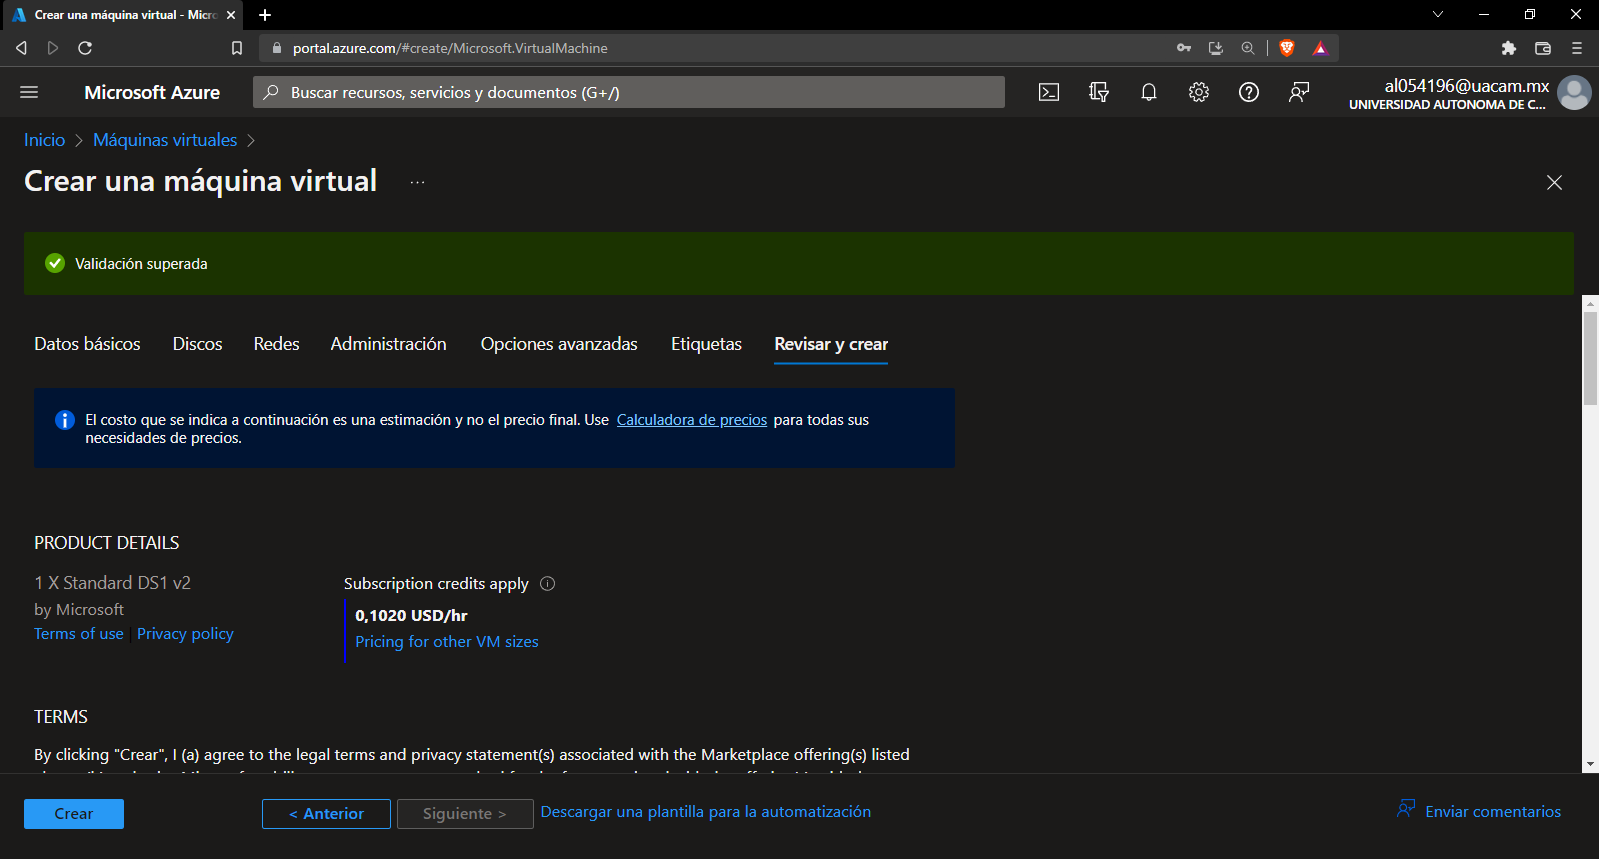 Crear una máquina virtual - Micro
portal.azure.com/#create/Microsoft.VirtualMachine
Microsoft Azure
Buscar recursos, servicios y documentos (G+/)
al054196@uacam.mx
UNIVERSIDAD AUTONOMA DE C...
Inicio > Máquinas virtuales >
Crear una máquina virtual ...
Validación superada
Datos básicos Discos Redes Administración Opciones avanzadas Etiquetas Revisar y crear
El costo que se indica a continuación es una estimación y no el precio final. Use Calculadora de precios para todas sus
necesidades de precios.
PRODUCT DETAILS
1 X Standard DS1 v2
by Microsoft
Terms of use | Privacy policy
Subscription credits apply
0,1020 USD/hr
Pricing for other VM sizes
TERMS
By clicking "Crear", I (a) agree to the legal terms and privacy statement(s) associated with the Marketplace offering(s) listed
Crear
< Anterior
Siguiente >
Descargar una plantilla para la automatización
Enviar comentarios